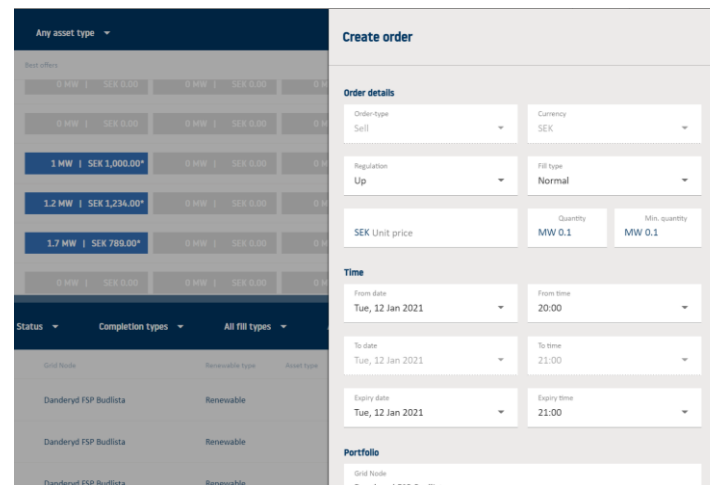 Any asset type
Best offers
0 MW | SEK 0.00 0 MW | SEK 0.00
0 MW | SEK 0.00 0 MW | SEK 0.00
1 MW | SEK 1,000.00* 0 MW | SEK 0.00
1.2 MW | SEK 1,234.00* 0 MW | SEK 0.00
1.7 MW | SEK 789.00* 0 MW | SEK 0.00
0 MW | SEK 0.00 0 MW | SEK 0.00
Status Completion types All fill types
Grid Node Renewable type Asset type
Danderyd FSP Budlista Renewable
Danderyd FSP Budlista Renewable
Danderyd FSP Budlista Renewable
Create order
Order details
Order-type Currency
Sell SEK
Regulation Fill type
Up Normal
Quantity Min. quantity
SEK Unit price MW 0.1 MW 0.1
Time
From date From time
Tue, 12 Jan 2021 20:00
To date To time
Tue, 12 Jan 2021 21:00
Expiry date Expiry time
Tue, 12 Jan 2021 21:00
Portfolio
Grid Node